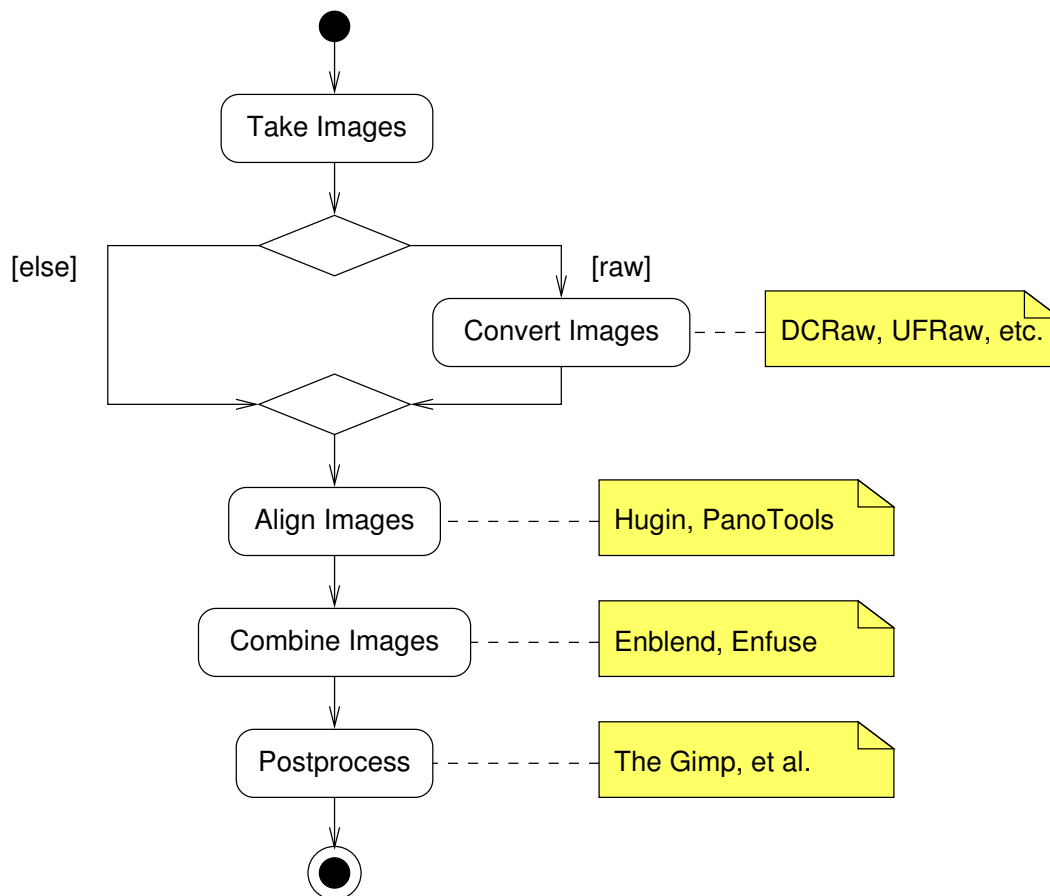 Take Images
[else]
[raw]
Convert Images
DCRaw, UFRaw, etc.
Align Images
Hugin, PanoTools
Combine Images
Enblend, Enfuse
Postprocess
The Gimp, et al.